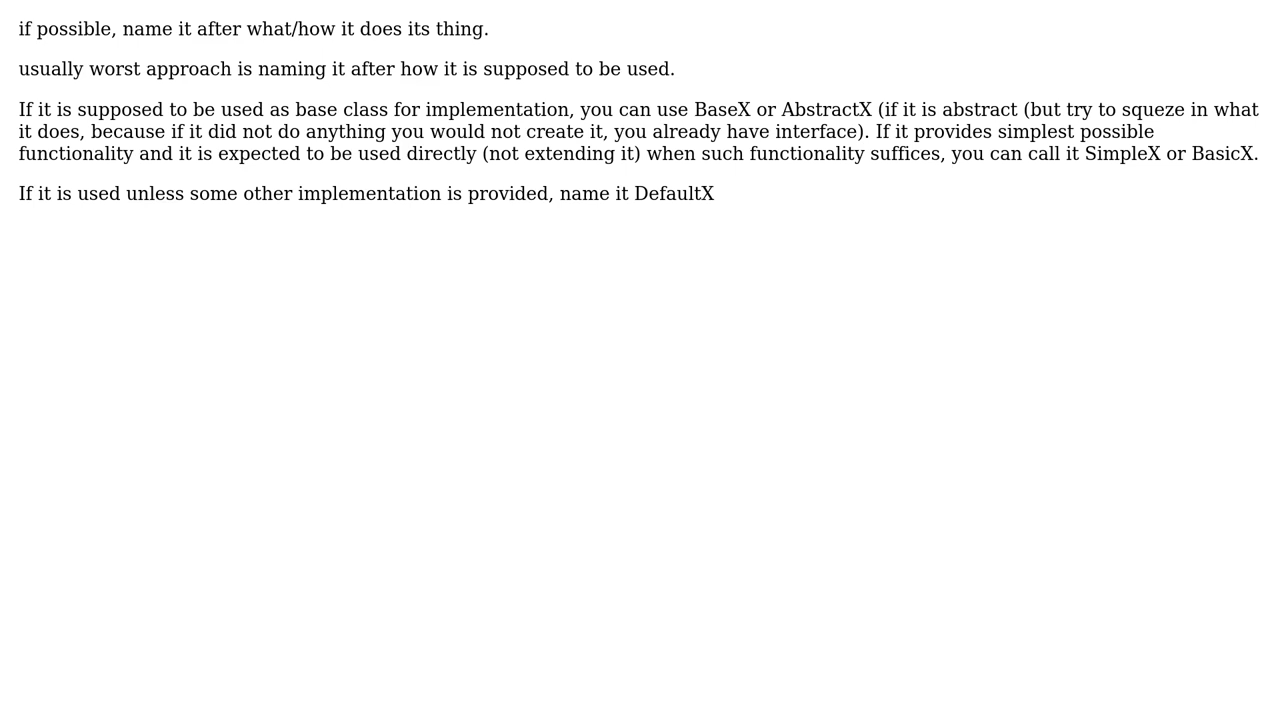 if possible, name it after what/how it does its thing.
usually worst approach is naming it after how it is supposed to be used.
If it is supposed to be used as base class for implementation, you can use BaseX or AbstractX (if it is abstract (but try to squeze in what
it does, because if it did not do anything you would not create it, you already have interface). If it provides simplest possible
functionality and it is expected to be used directly (not extending it) when such functionality suffices, you can call it SimpleX or BasicX.
If it is used unless some other implementation is provided, name it DefaultX